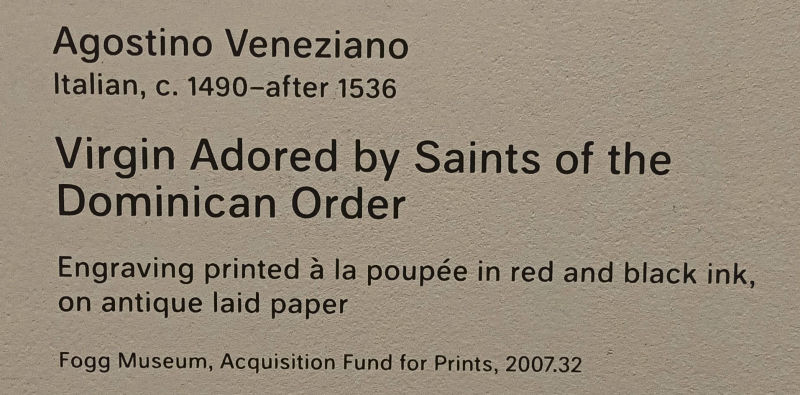 Agostino Veneziano
Italian, c. 1490–after 1536
Virgin Adored by Saints of the
Dominican Order
Engraving printed à la poupée in red and black ink,
on antique laid paper
Fogg Museum, Acquisition Fund for Prints, 2007.32